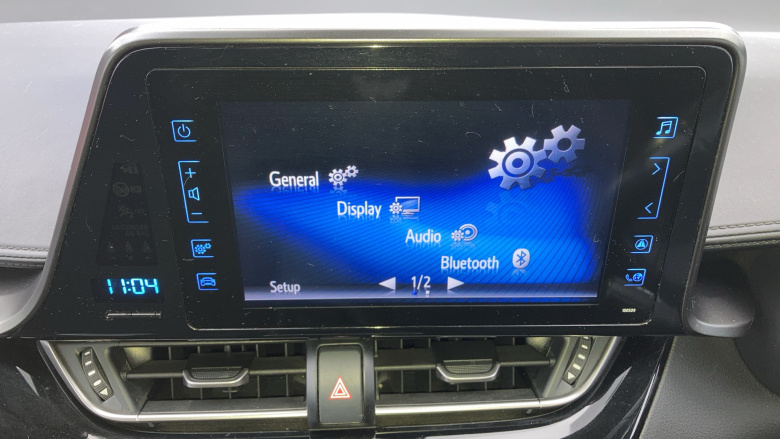 General
Display
Audio
Bluetooth
Setup
1/2
11:04